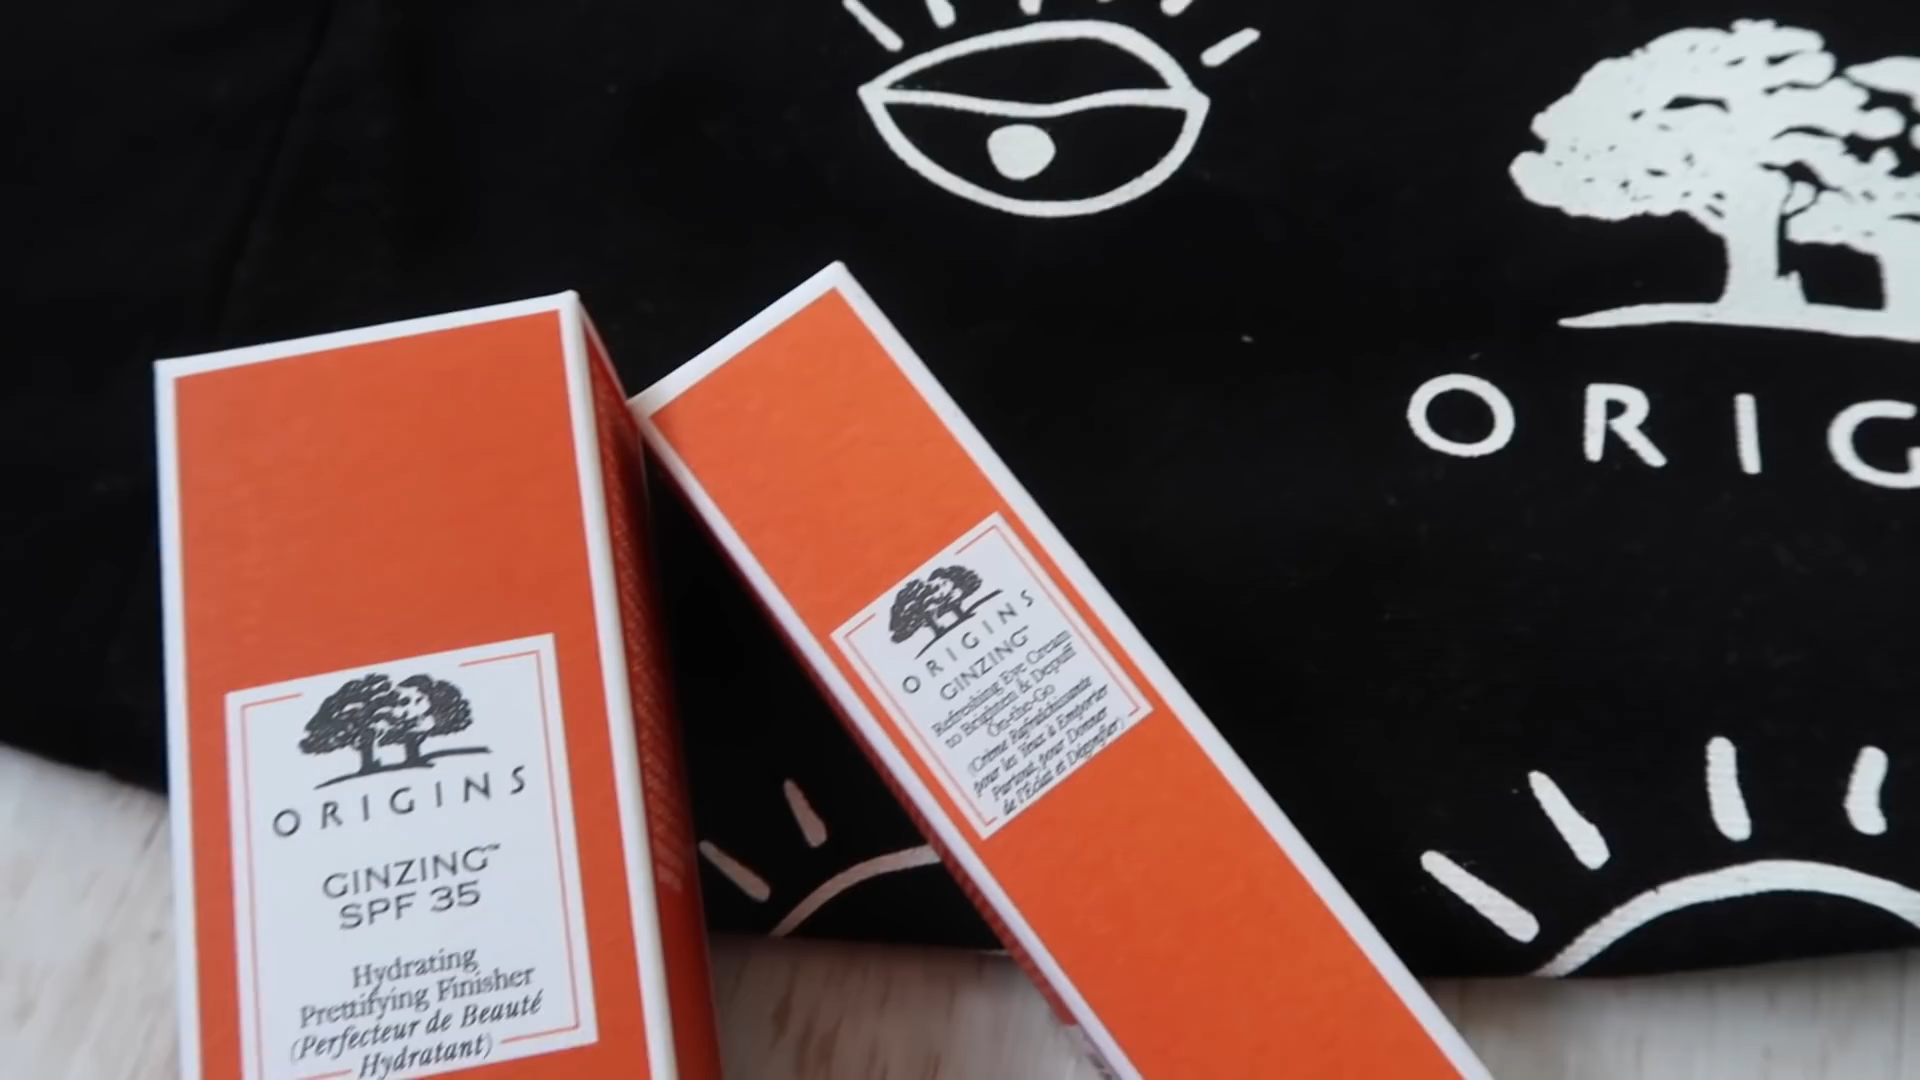 ORIGINS
GINZING™
SPF 35
Hydrating
Prettifying Finisher
(Perfecteur de Beauté
Hydratant)
ORIGINS
GINZING™
Refreshing Eye Cream
to Brighten & Depuff
On-the-Go
(Crème Rafraîchissante
pour les Yeux à Emporter
Partout, pour Donner
de l'Éclat et Dégonfler)
ORIG